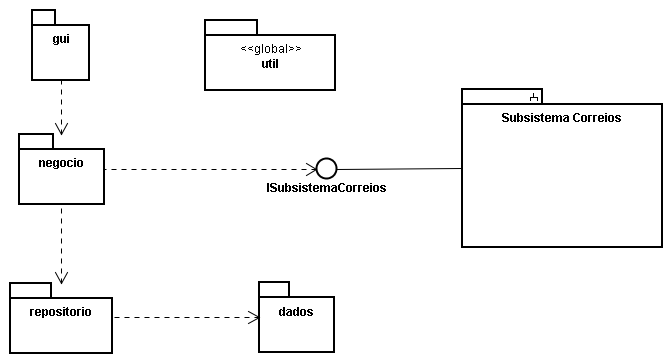 gui
<<global>>
util
Subsistema Correios
negocio
ISubsistemaCorreios
repositorio
dados